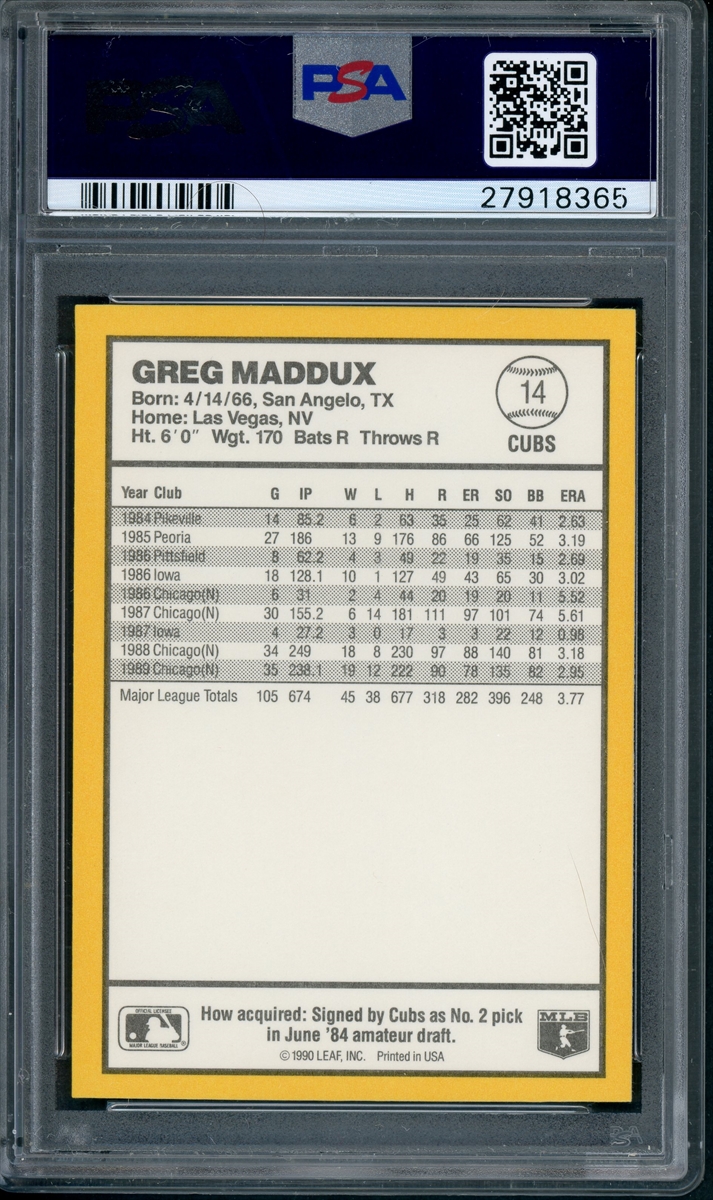 PSA
27918365
GREG MADDUX
Born: 4/14/66, San Angelo, TX
Home: Las Vegas, NV
Ht. 6'0" Wgt. 170 Bats R Throws R
14
CUBS
Year Club G IP W L H R ER SO BB ERA
1984 Pikeville 14 85.2 6 2 63 35 25 62 41 2.63
1985 Peoria 27 186 13 9 176 86 66 125 52 3.19
1986 Pittsfield 8 62.2 4 3 49 22 19 35 15 2.69
1986 Iowa 18 128.1 10 1 127 49 43 65 30 3.02
1986 Chicago(N) 6 31 2 4 44 20 19 20 11 5.52
1987 Chicago(N) 30 155.2 6 14 181 111 97 101 74 5.61
1987 Iowa 4 27.2 3 0 17 3 3 22 12 0.98
1988 Chicago(N) 34 249 18 8 230 97 88 140 81 3.18
1989 Chicago(N) 35 238.1 19 12 222 90 78 135 82 2.95
Major League Totals 105 674 45 38 677 318 282 396 248 3.77
OFFICIAL LICENSEE
MAJOR LEAGUE BASEBALL
®
How acquired: Signed by Cubs as No. 2 pick
in June '84 amateur draft.
© 1990 LEAF, INC. Printed in USA
MLB
PSA